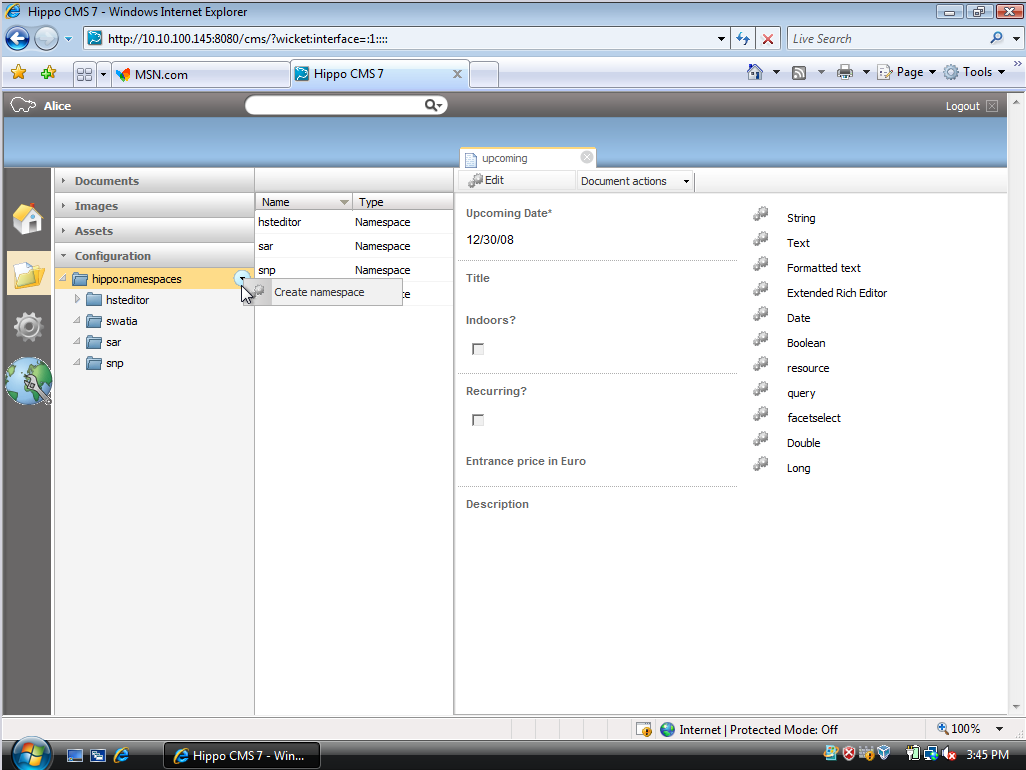 Hippo CMS 7 - Windows Internet Explorer
http://10.10.100.145:8080/cms/?wicket:interface=:1::::
Live Search
MSN.com
Hippo CMS 7
Page
Tools
Alice
Logout
upcoming
Documents
Images
Assets
Configuration
hippo:namespaces
hsteditor
swatia
sar
snp
Name Type
hsteditor Namespace
sar Namespace
snp Namespace
Create namespace
Edit
Document actions
Upcoming Date*
12/30/08
Title
Indoors?
Recurring?
Entrance price in Euro
Description
String
Text
Formatted text
Extended Rich Editor
Date
Boolean
resource
query
facetselect
Double
Long
Internet | Protected Mode: Off
100%
Hippo CMS 7 - Win...
3:45 PM